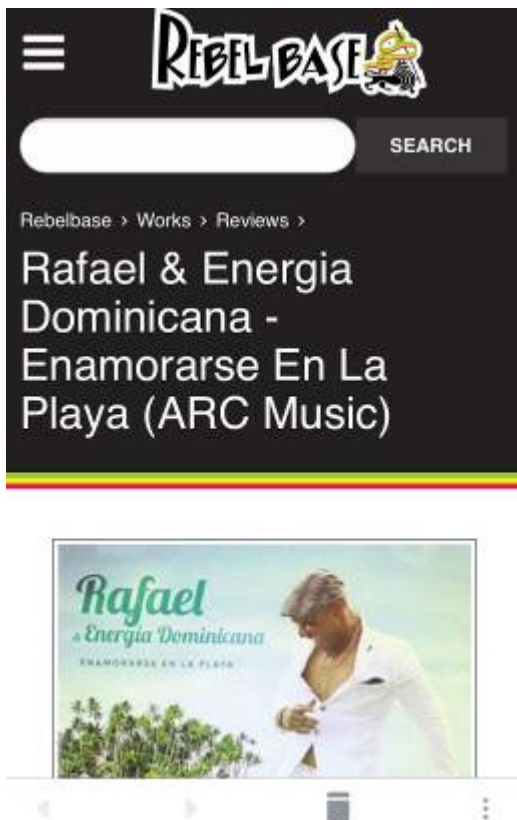 REBEL BASE
SEARCH
Rebelbase > Works > Reviews >
Rafael & Energia
Dominicana -
Enamorarse En La
Playa (ARC Music)
Rafael
& Energía Dominicana
ENAMORARSE EN LA PLAYA